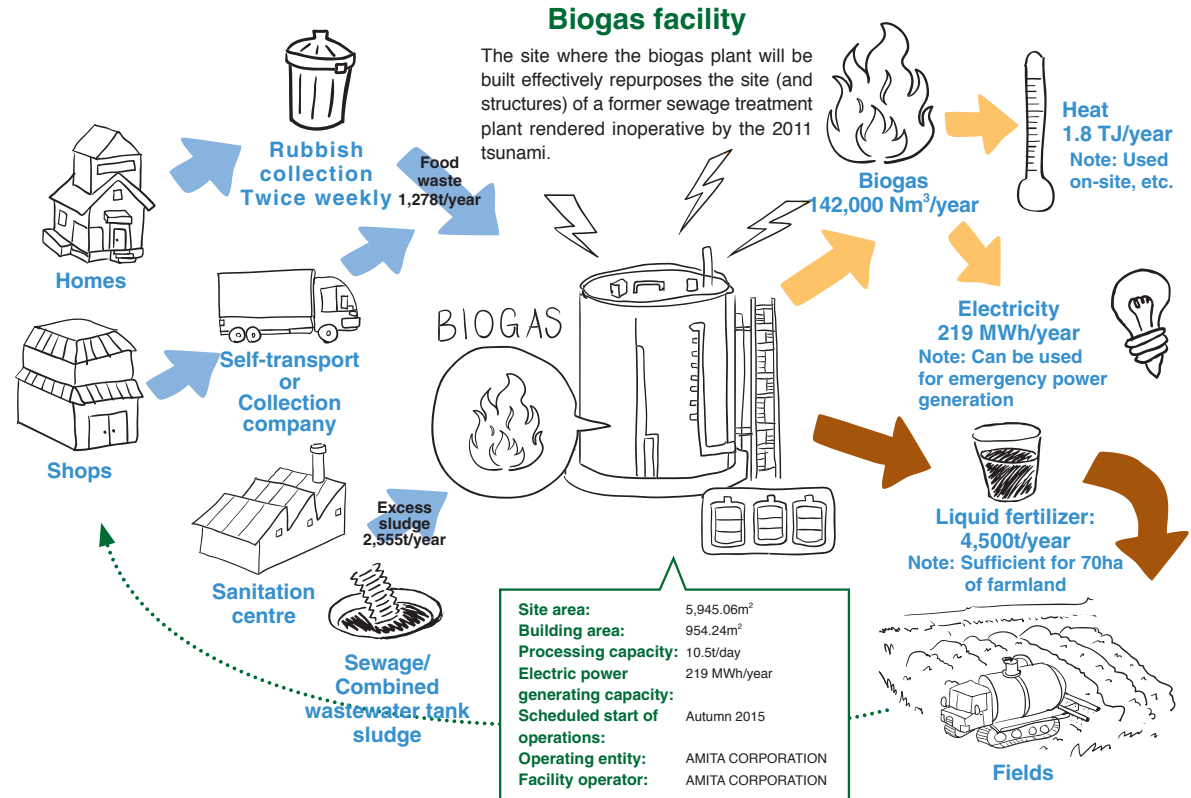 Biogas facility
The site where the biogas plant will be
built effectively repurposes the site (and
structures) of a former sewage treatment
plant rendered inoperative by the 2011
tsunami.
Homes
Rubbish
collection
Twice weekly
Food
waste
1,278t/year
Shops
Self-transport
or
Collection
company
Sanitation
centre
Excess
sludge
2,555t/year
Sewage/
Combined
wastewater tank
sludge
BIOGAS
Biogas
142,000 Nm³/year
Heat
1.8 TJ/year
Note: Used
on-site, etc.
Electricity
219 MWh/year
Note: Can be used
for emergency power
generation
Liquid fertilizer:
4,500t/year
Note: Sufficient for 70ha
of farmland
Fields
Site area: 5,945.06m²
Building area: 954.24m²
Processing capacity: 10.5t/day
Electric power 219 MWh/year
generating capacity:
Scheduled start of Autumn 2015
operations:
Operating entity: AMITA CORPORATION
Facility operator: AMITA CORPORATION